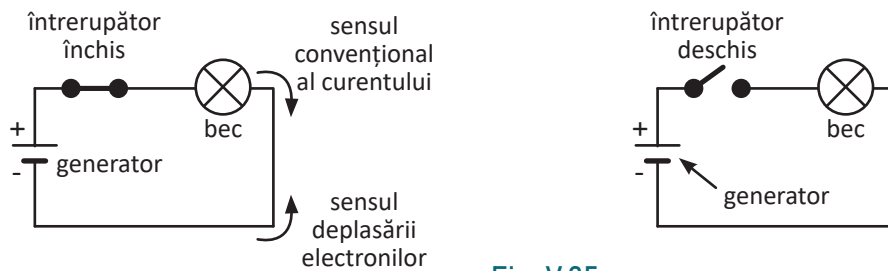 întrerupător
închis
sensul
convențional
al curentului
bec
+
-
generator
sensul
deplasării
electronilor
întrerupător
deschis
bec
+
-
generator